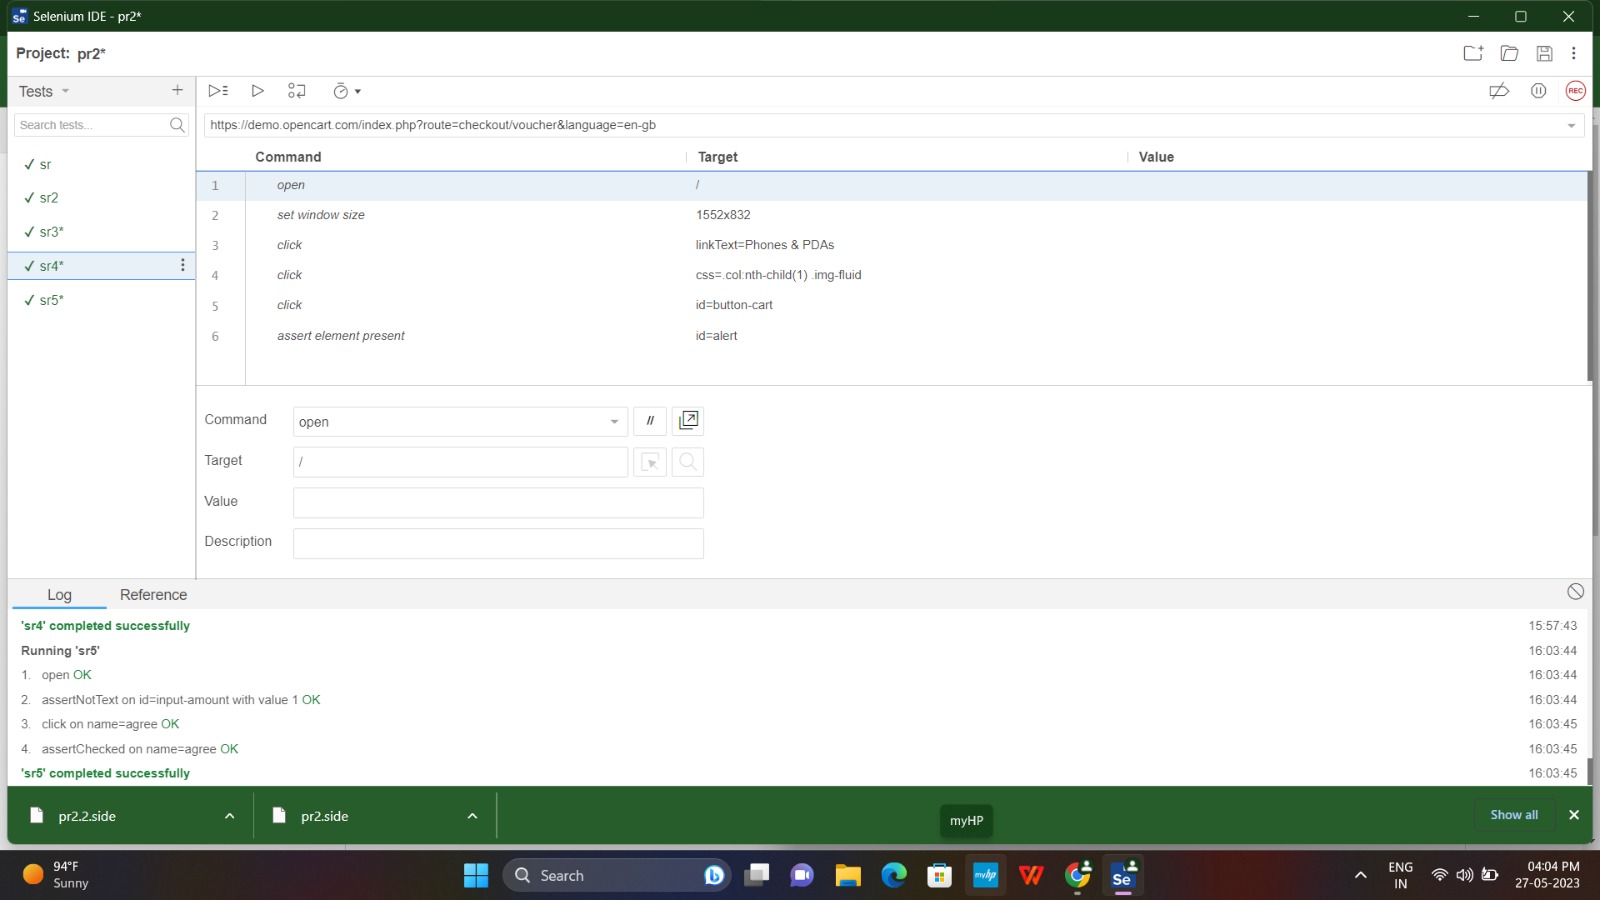 Selenium IDE - pr2*
Project: pr2*
Tests
Search tests...
✓ sr
✓ sr2
✓ sr3*
✓ sr4*
✓ sr5*
REC
https://demo.opencart.com/index.php?route=checkout/voucher&language=en-gb
Command Target Value
1 open /
2 set window size 1552x832
3 click linkText=Phones & PDAs
4 click css=.col:nth-child(1) .img-fluid
5 click id=button-cart
6 assert element present id=alert
Command open //
Target /
Value
Description
Log Reference
'sr4' completed successfully 15:57:43
Running 'sr5' 16:03:44
1. open OK 16:03:44
2. assertNotText on id=input-amount with value 1 OK 16:03:44
3. click on name=agree OK 16:03:45
4. assertChecked on name=agree OK 16:03:45
'sr5' completed successfully 16:03:45
pr2.2.side pr2.side myHP Show all
94°F
Sunny
Search
ENG
IN
04:04 PM
27-05-2023